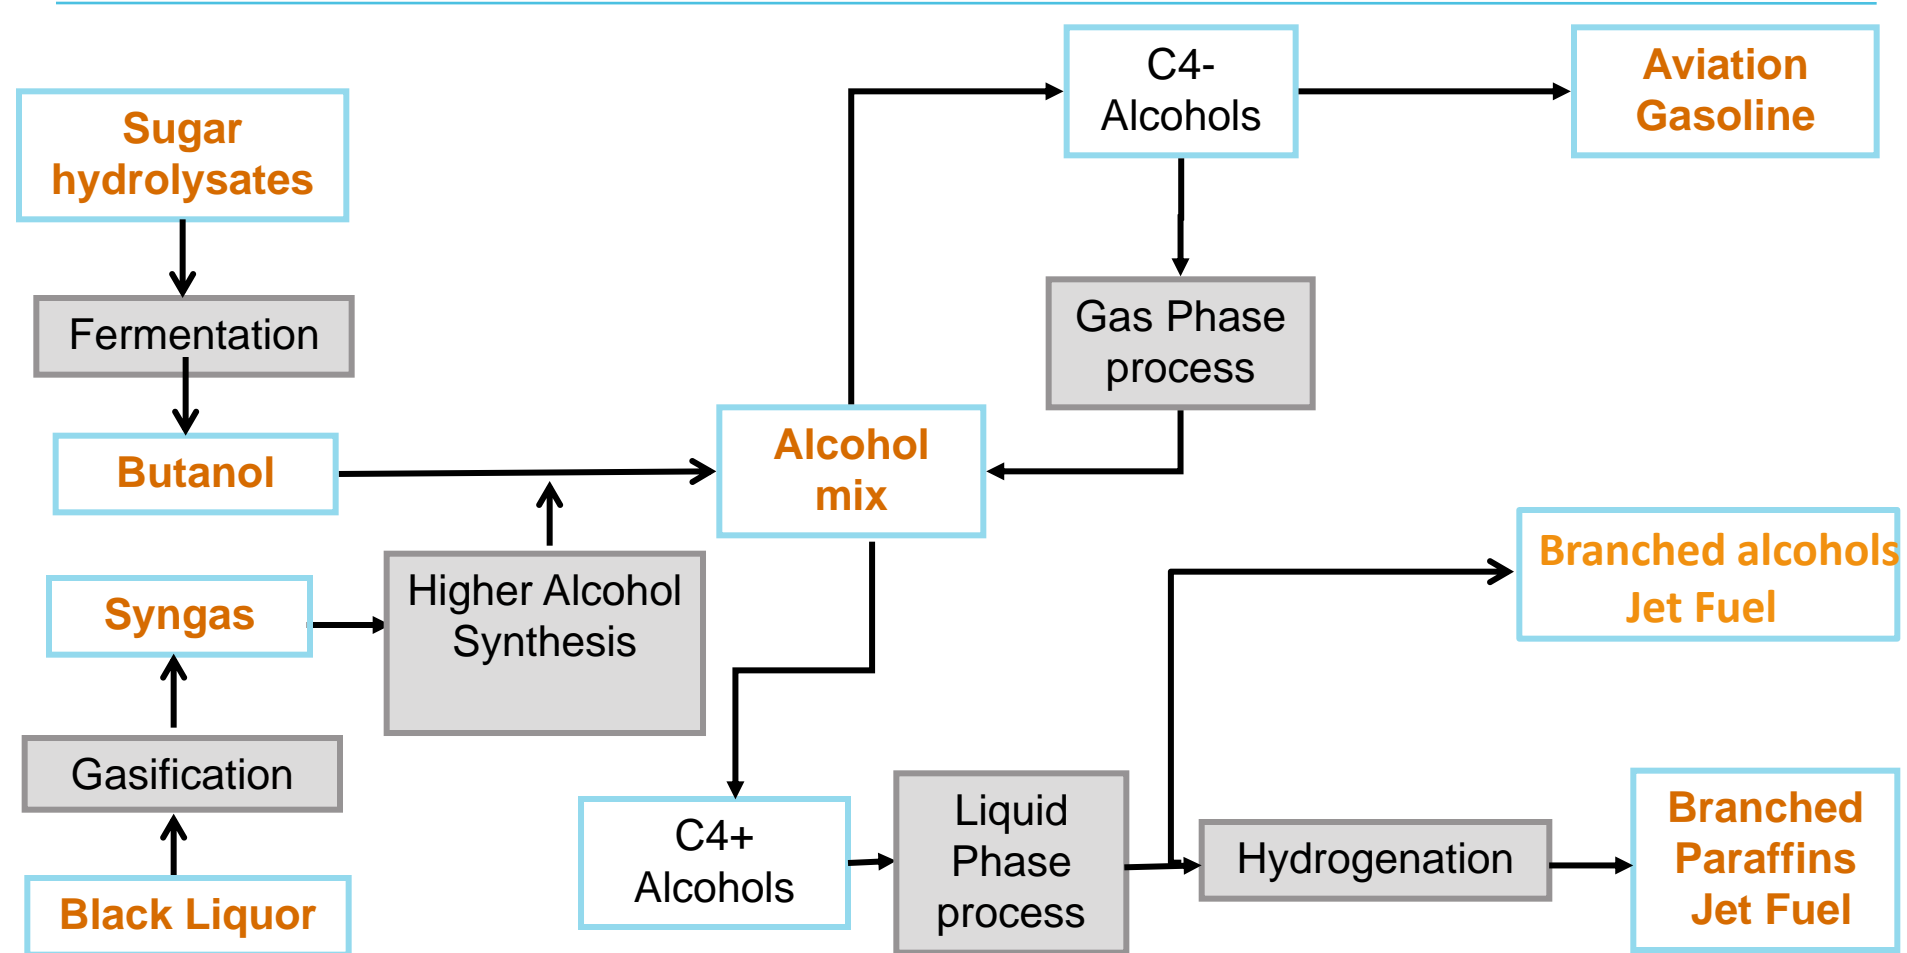 Sugar
hydrolysates
Fermentation
Butanol
Syngas
Gasification
Black Liquor
Higher Alcohol
Synthesis
Alcohol
mix
C4-
Alcohols
Aviation
Gasoline
Gas Phase
process
C4+
Alcohols
Liquid
Phase
process
Hydrogenation
Branched alcohols
Jet Fuel
Branched
Paraffins
Jet Fuel